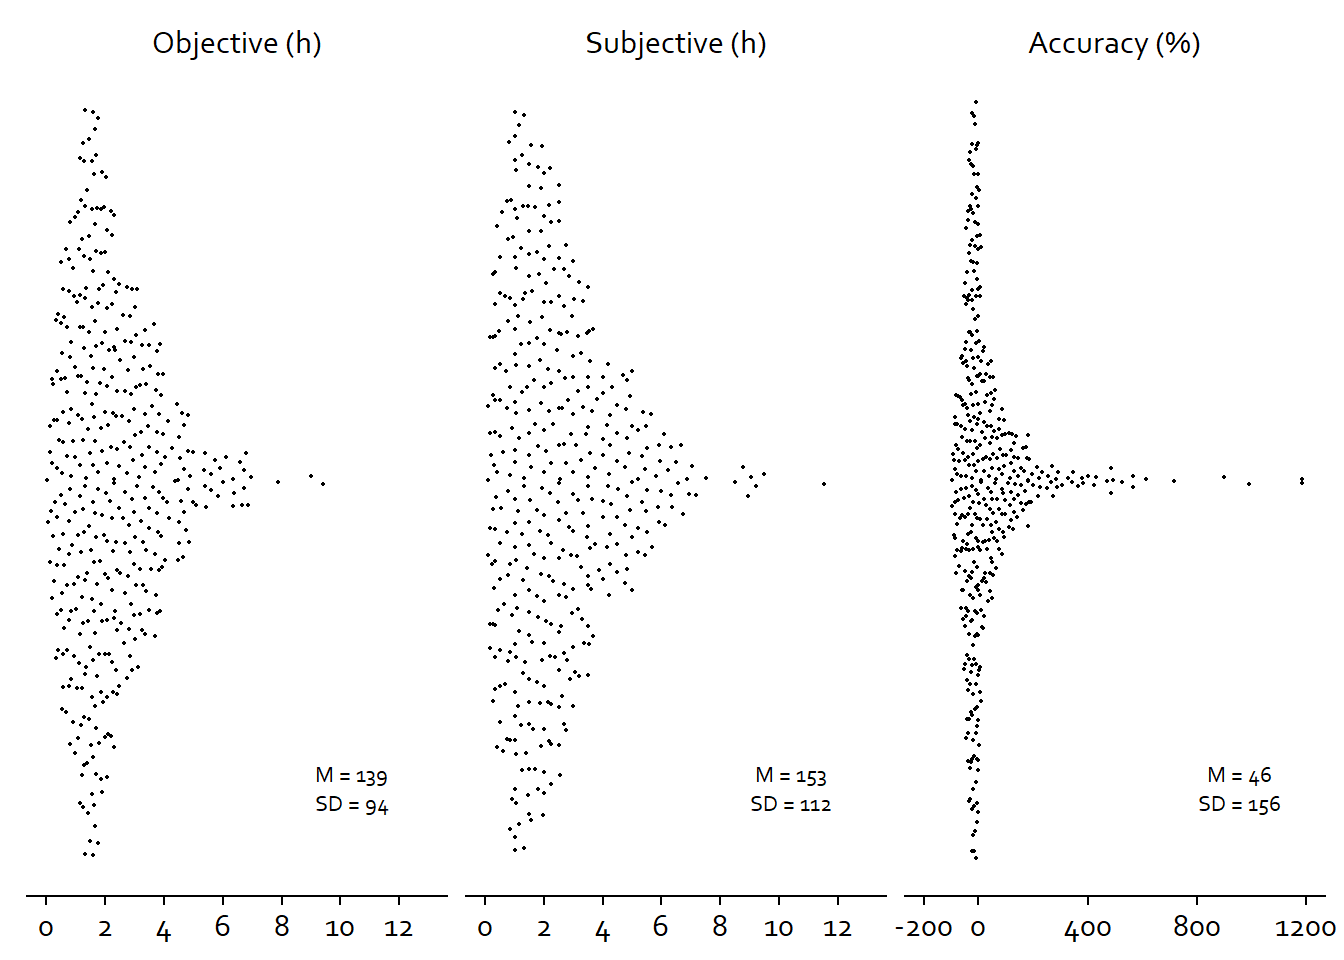 Objective (h)
Subjective (h)
Accuracy (%)
M = 139
SD = 94
M = 153
SD = 112
M = 46
SD = 156
0 2 4 6 8 10 12
0 2 4 6 8 10 12
-200 0 400 800 1200